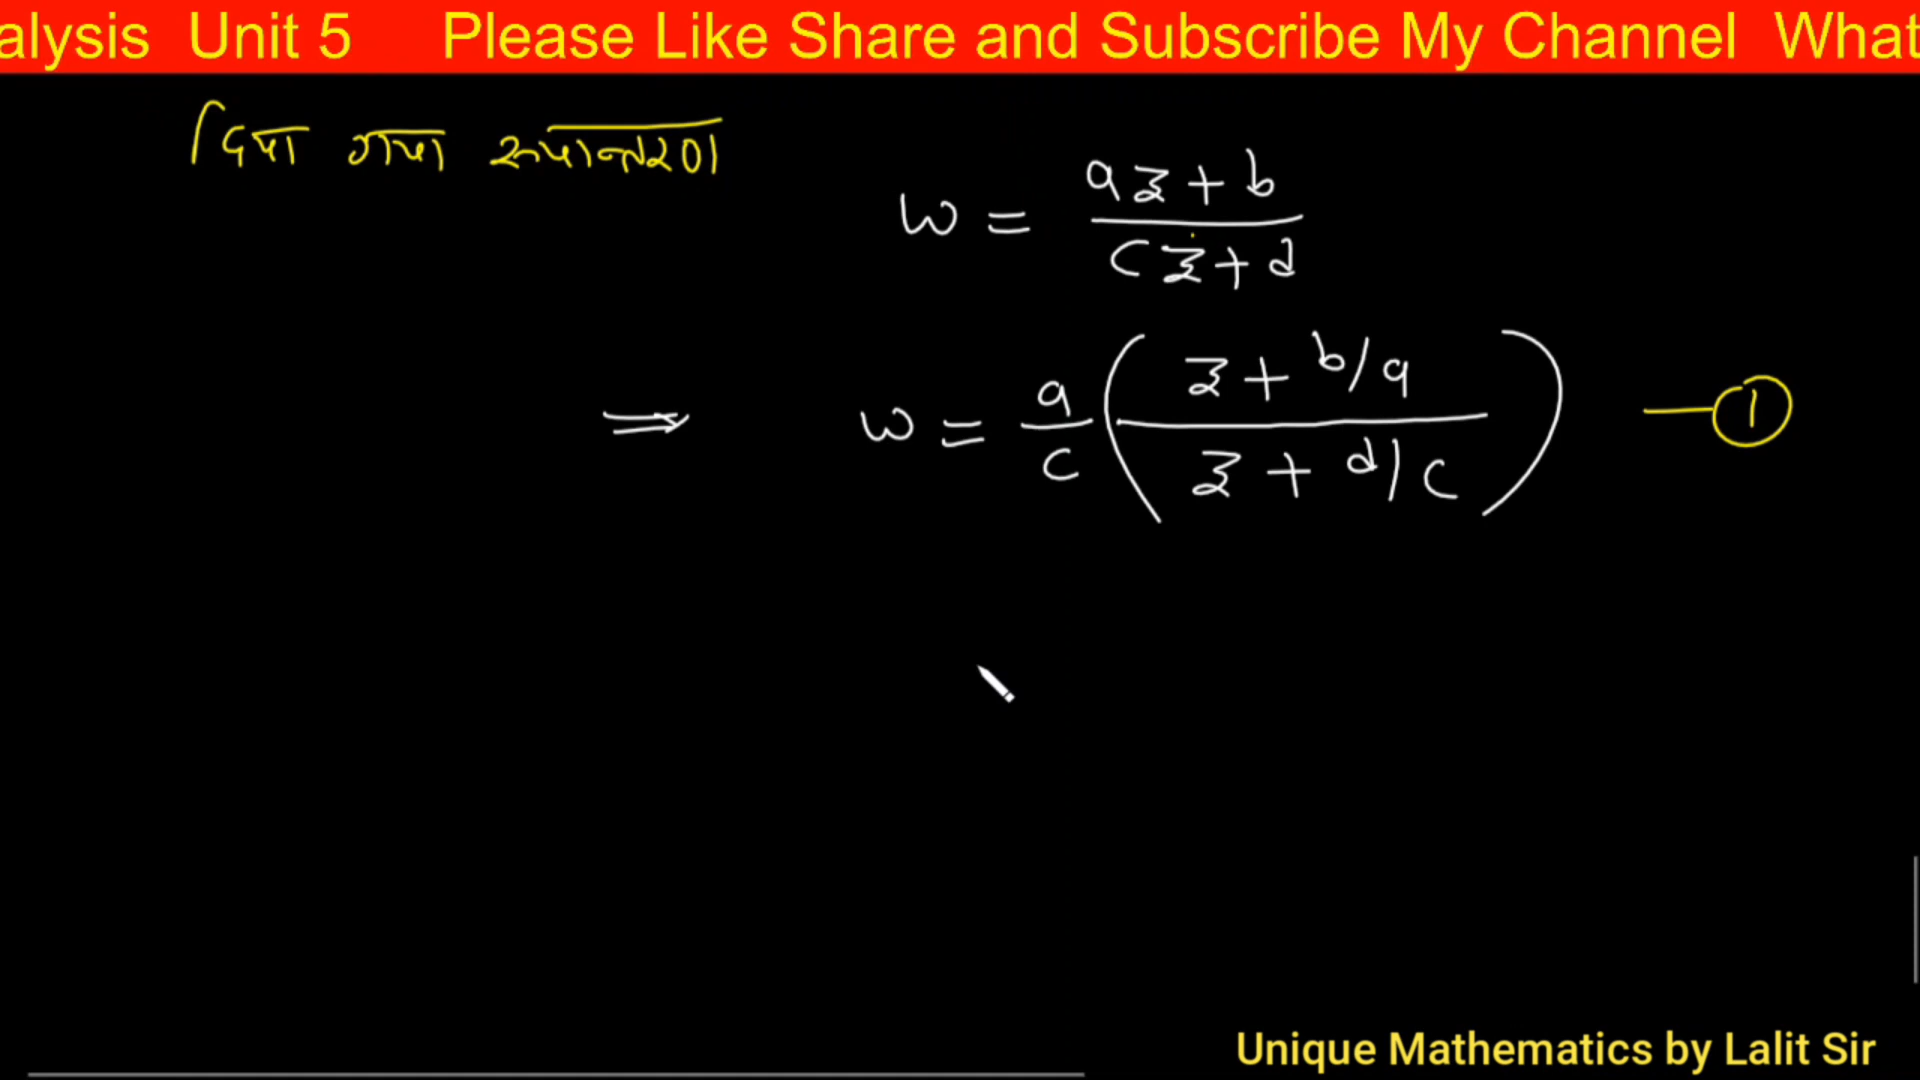 alysis Unit 5 Please Like Share and Subscribe My Channel What
दिया गया रूपान्तरण
w = az + b / cz + d
⇒ w = a/c ( z + b/a / z + d/c ) — ①
Unique Mathematics by Lalit Sir